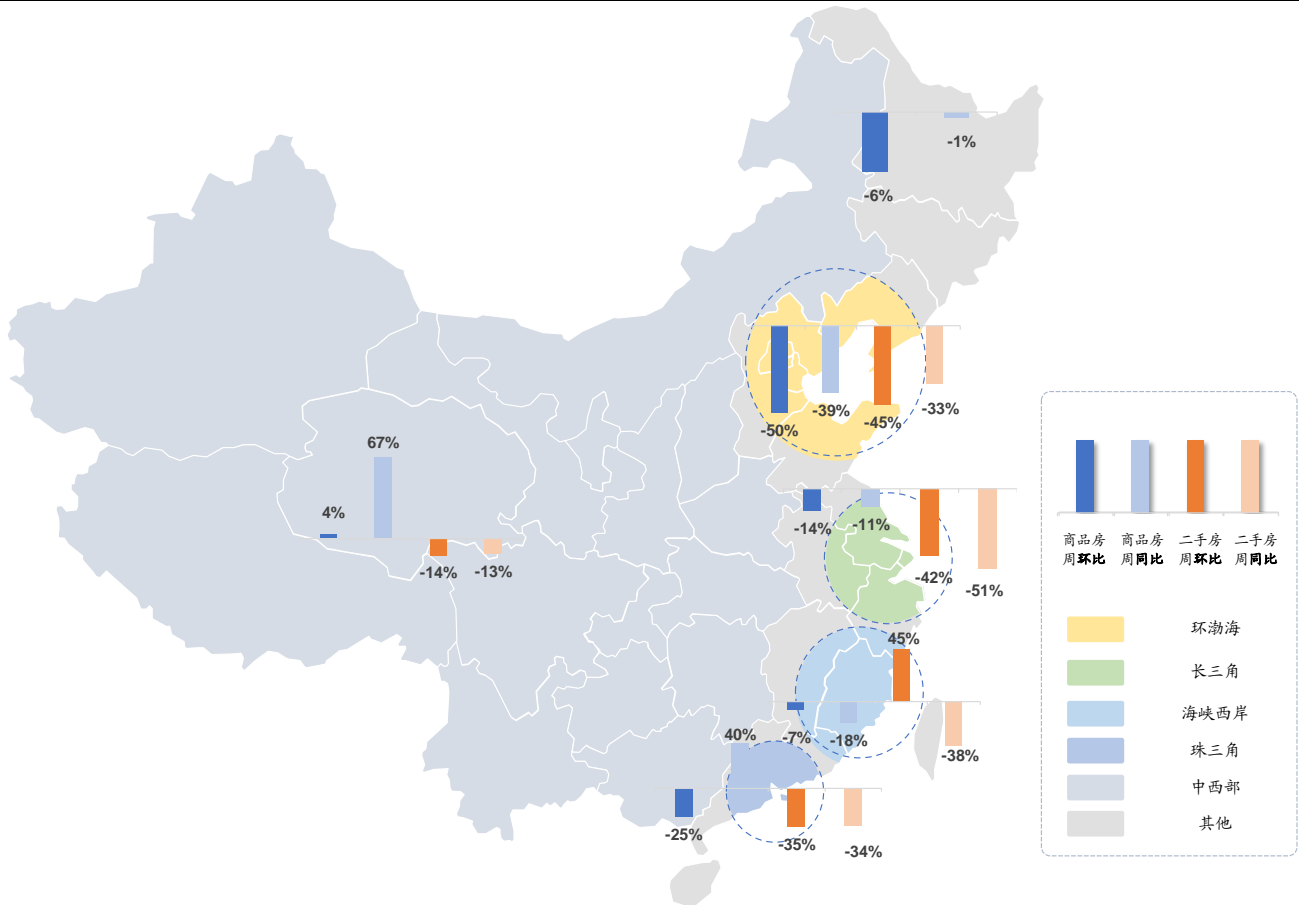 -1%
-6%
-50%
-39%
-45%
-33%
67%
4%
-14%
-13%
-14%
-11%
-42%
-51%
45%
-7%
-18%
-38%
40%
-25%
-35%
-34%
商品房 商品房 二手房 二手房
周环比 周同比 周环比 周同比
环渤海
长三角
海峡西岸
珠三角
中西部
其他